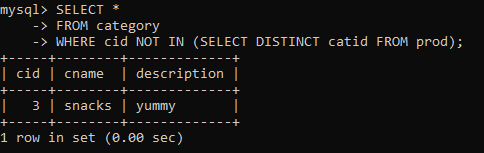 mysql> SELECT *
    -> FROM category
    -> WHERE cid NOT IN (SELECT DISTINCT catid FROM prod);
+-----+--------+-------------+
| cid | cname  | description |
+-----+--------+-------------+
|   3 | snacks | yummy       |
+-----+--------+-------------+
1 row in set (0.00 sec)